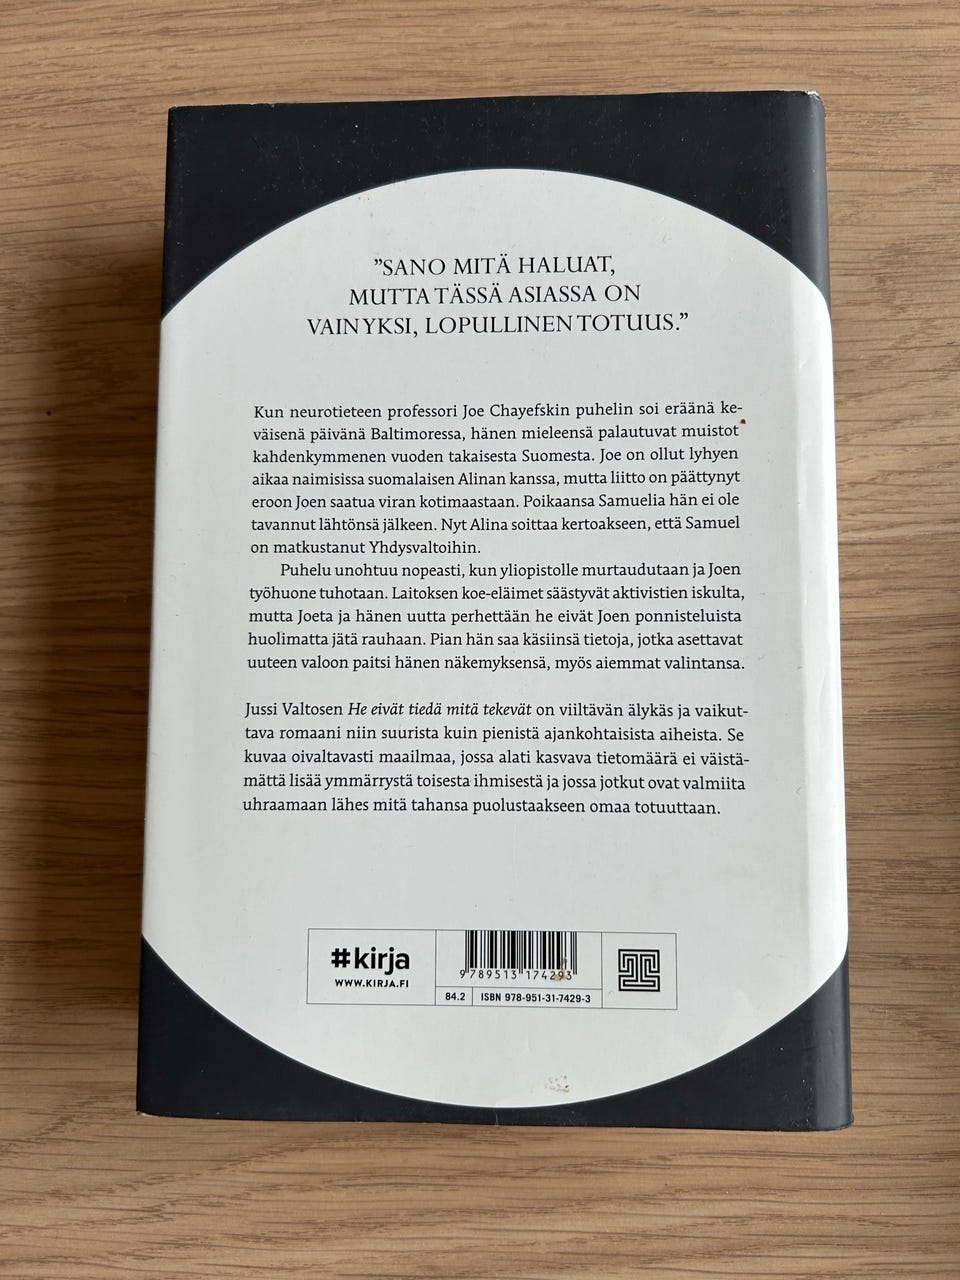 ”SANO MITÄ HALUAT,
MUTTA TÄSSÄ ASIASSA ON
VAIN YKSI, LOPULLINEN TOTUUS.”
Kun neurotieteen professori Joe Chayefskin puhelin soi eräänä ke-
väisenä päivänä Baltimoressa, hänen mieleensä palautuvat muistot
kahdenkymmenen vuoden takaisesta Suomesta. Joe on ollut lyhyen
aikaa naimisissa suomalaisen Alinan kanssa, mutta liitto on päättynyt
eroon Joen saatua viran kotimaastaan. Poikaansa Samuelia hän ei ole
tavannut lähtönsä jälkeen. Nyt Alina soittaa kertoakseen, että Samuel
on matkustanut Yhdysvaltoihin.
Puhelu unohtuu nopeasti, kun yliopistolle murtaudutaan ja Joen
työhuone tuhotaan. Laitoksen koe-eläimet säästyvät aktivistien iskulta,
mutta Joeta ja hänen uutta perhettään he eivät Joen ponnisteluista
huolimatta jätä rauhaan. Pian hän saa käsiinsä tietoja, jotka asettavat
uuteen valoon paitsi hänen näkemyksensä, myös aiemmat valintansa.
Jussi Valtosen He eivät tiedä mitä tekevät on viiltävän älykäs ja vaikut-
tava romaani niin suurista kuin pienistä ajankohtaisista aiheista. Se
kuvaa oivaltavasti maailmaa, jossa alati kasvava tietomäärä ei väistä-
mättä lisää ymmärrystä toisesta ihmisestä ja jossa jotkut ovat valmiita
uhraamaan lähes mitä tahansa puolustaakseen omaa totuuttaan.
#kirja
WWW.KIRJA.FI
9 789513 174293
84.2 ISBN 978-951-31-7429-3